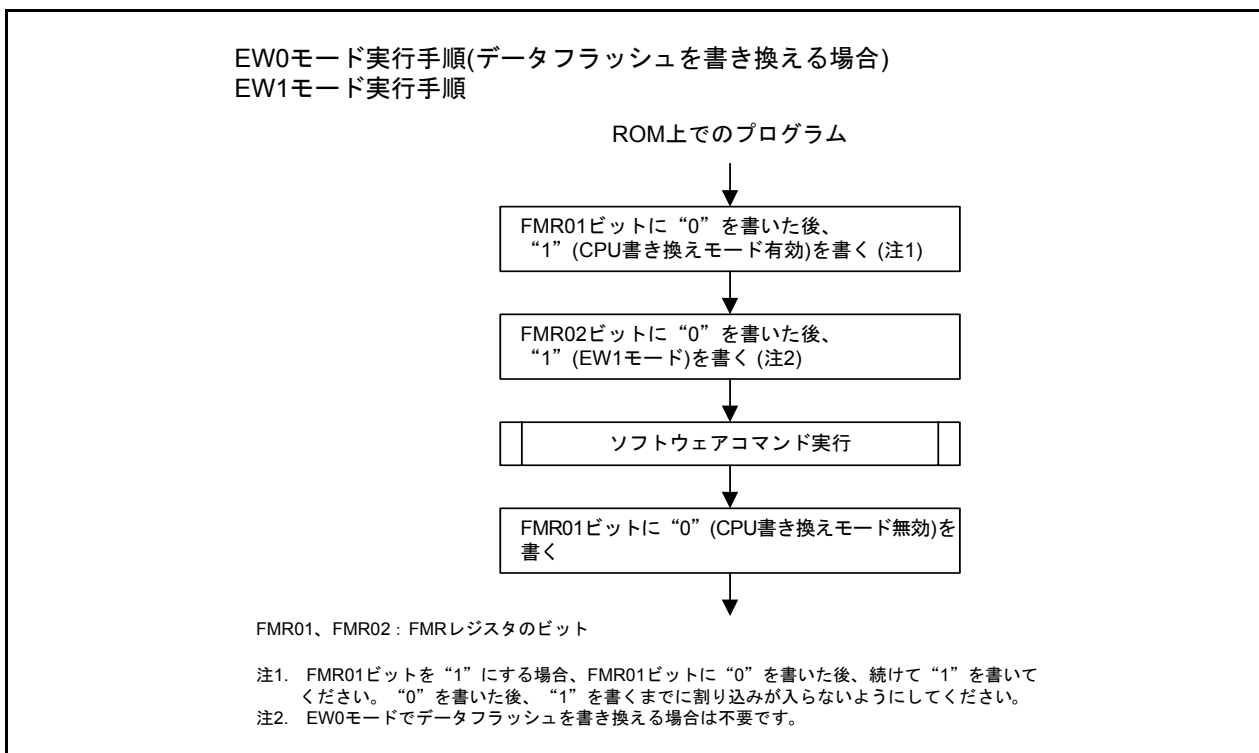 EW0モード実行手順(データフラッシュを書き換える場合)
EW1モード実行手順
ROM上でのプログラム
FMR01ビットに“0”を書いた後、
“1”(CPU書き換えモード有効)を書く (注1)
FMR02ビットに“0”を書いた後、
“1”(EW1モード)を書く (注2)
ソフトウェアコマンド実行
FMR01ビットに“0”(CPU書き換えモード無効)を
書く
FMR01、FMR02 : FMRレジスタのビット
注1. FMR01ビットを“1”にする場合、FMR01ビットに“0”を書いた後、続けて“1”を書いて
ください。“0”を書いた後、“1”を書くまでに割り込みが入らないようにしてください。
注2. EW0モードでデータフラッシュを書き換える場合は不要です。